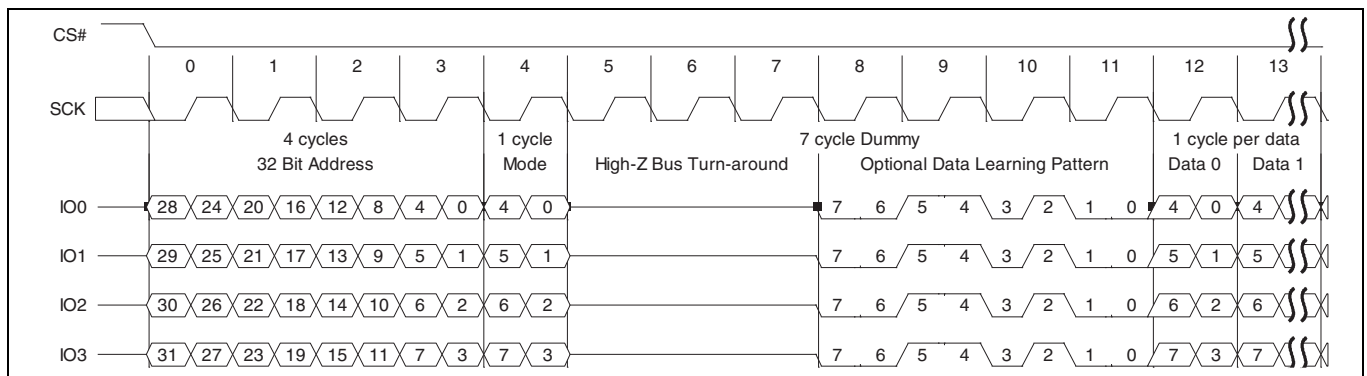 CS#
0 1 2 3 4 5 6 7 8 9 10 11 12 13
SCK
4 cycles 1 cycle 7 cycle Dummy 1 cycle per data
32 Bit Address Mode High-Z Bus Turn-around Optional Data Learning Pattern Data 0 Data 1
IO0 28 24 20 16 12 8 4 0 4 0 7 6 5 4 3 2 1 0 4 0 4
IO1 29 25 21 17 13 9 5 1 5 1 7 6 5 4 3 2 1 0 5 1 5
IO2 30 26 22 18 14 10 6 2 6 2 7 6 5 4 3 2 1 0 6 2 6
IO3 31 27 23 19 15 11 7 3 7 3 7 6 5 4 3 2 1 0 7 3 7